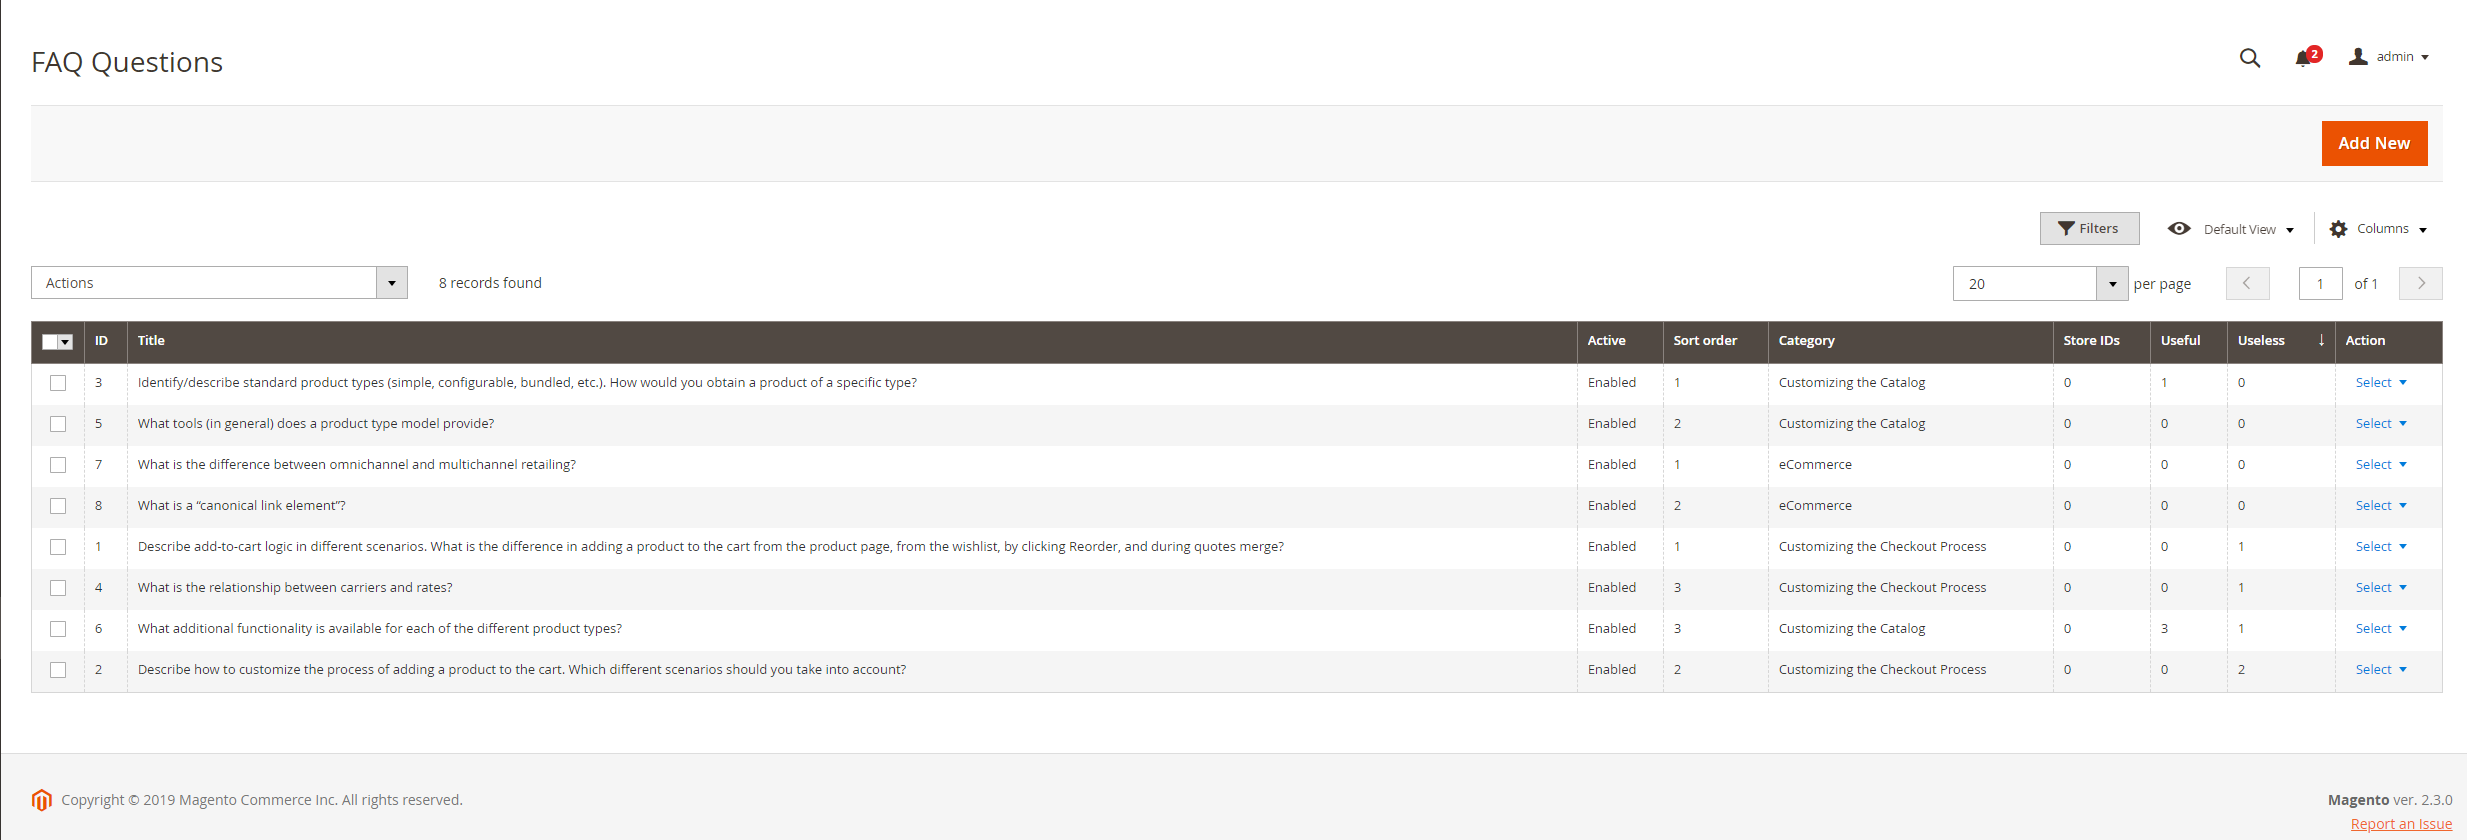 FAQ Questions
2
admin
Add New
Filters
Default View
Columns
Actions
8 records found
20
per page
1
of 1
ID Title Active Sort order Category Store IDs Useful Useless ↓ Action
3 Identify/describe standard product types (simple, configurable, bundled, etc.). How would you obtain a product of a specific type? Enabled 1 Customizing the Catalog 0 1 0 Select
5 What tools (in general) does a product type model provide? Enabled 2 Customizing the Catalog 0 0 0 Select
7 What is the difference between omnichannel and multichannel retailing? Enabled 1 eCommerce 0 0 0 Select
8 What is a “canonical link element”? Enabled 2 eCommerce 0 0 0 Select
1 Describe add-to-cart logic in different scenarios. What is the difference in adding a product to the cart from the product page, from the wishlist, by clicking Reorder, and during quotes merge? Enabled 1 Customizing the Checkout Process 0 0 1 Select
4 What is the relationship between carriers and rates? Enabled 3 Customizing the Checkout Process 0 0 1 Select
6 What additional functionality is available for each of the different product types? Enabled 3 Customizing the Catalog 0 3 1 Select
2 Describe how to customize the process of adding a product to the cart. Which different scenarios should you take into account? Enabled 2 Customizing the Checkout Process 0 0 2 Select
Copyright © 2019 Magento Commerce Inc. All rights reserved.
Magento ver. 2.3.0
Report an Issue